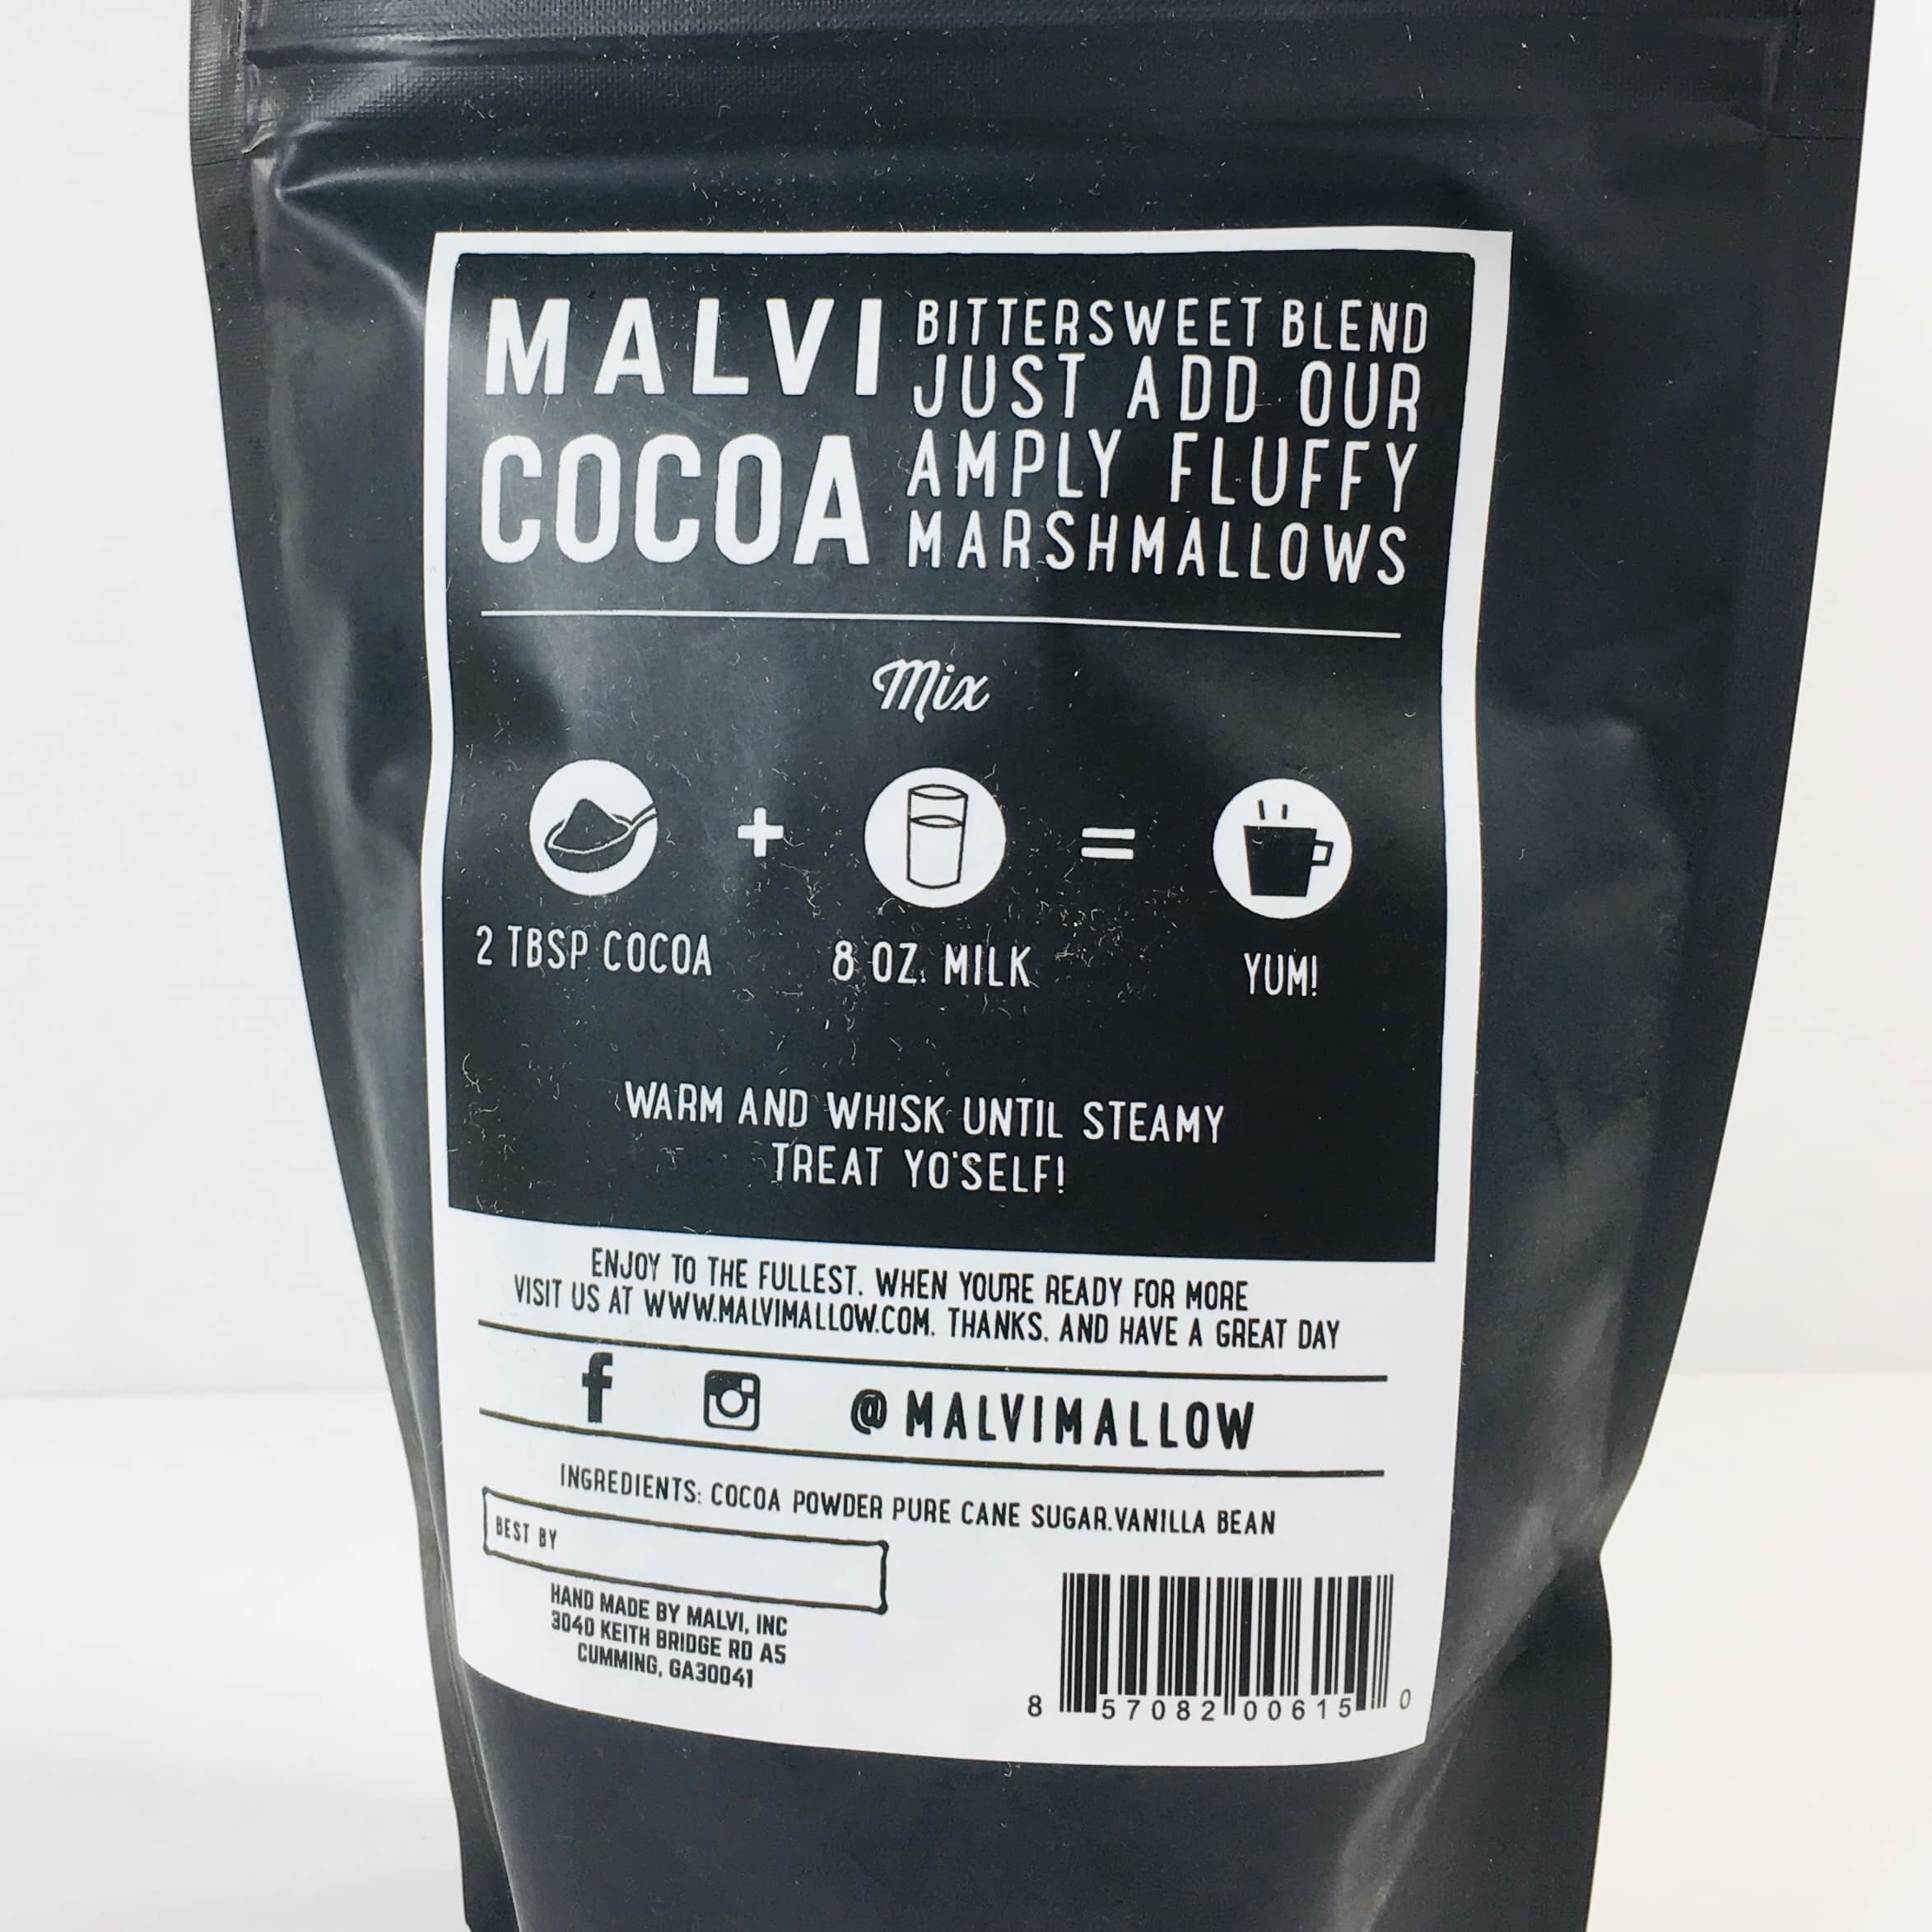 MALVI
COCOA
BITTERSWEET BLEND
JUST ADD OUR
AMPLY FLUFFY
MARSHMALLOWS
Mix
+
=
2 TBSP COCOA
8 OZ. MILK
YUM!
WARM AND WHISK UNTIL STEAMY
TREAT YO'SELF!
ENJOY TO THE FULLEST. WHEN YOU'RE READY FOR MORE
VISIT US AT WWW.MALVIMALLOW.COM. THANKS. AND HAVE A GREAT DAY
f @MALVIMALLOW
INGREDIENTS: COCOA POWDER PURE CANE SUGAR.VANILLA BEAN
BEST BY
HAND MADE BY MALVI, INC
3040 KEITH BRIDGE RD A5
CUMMING, GA30041
8 57082 00615 0